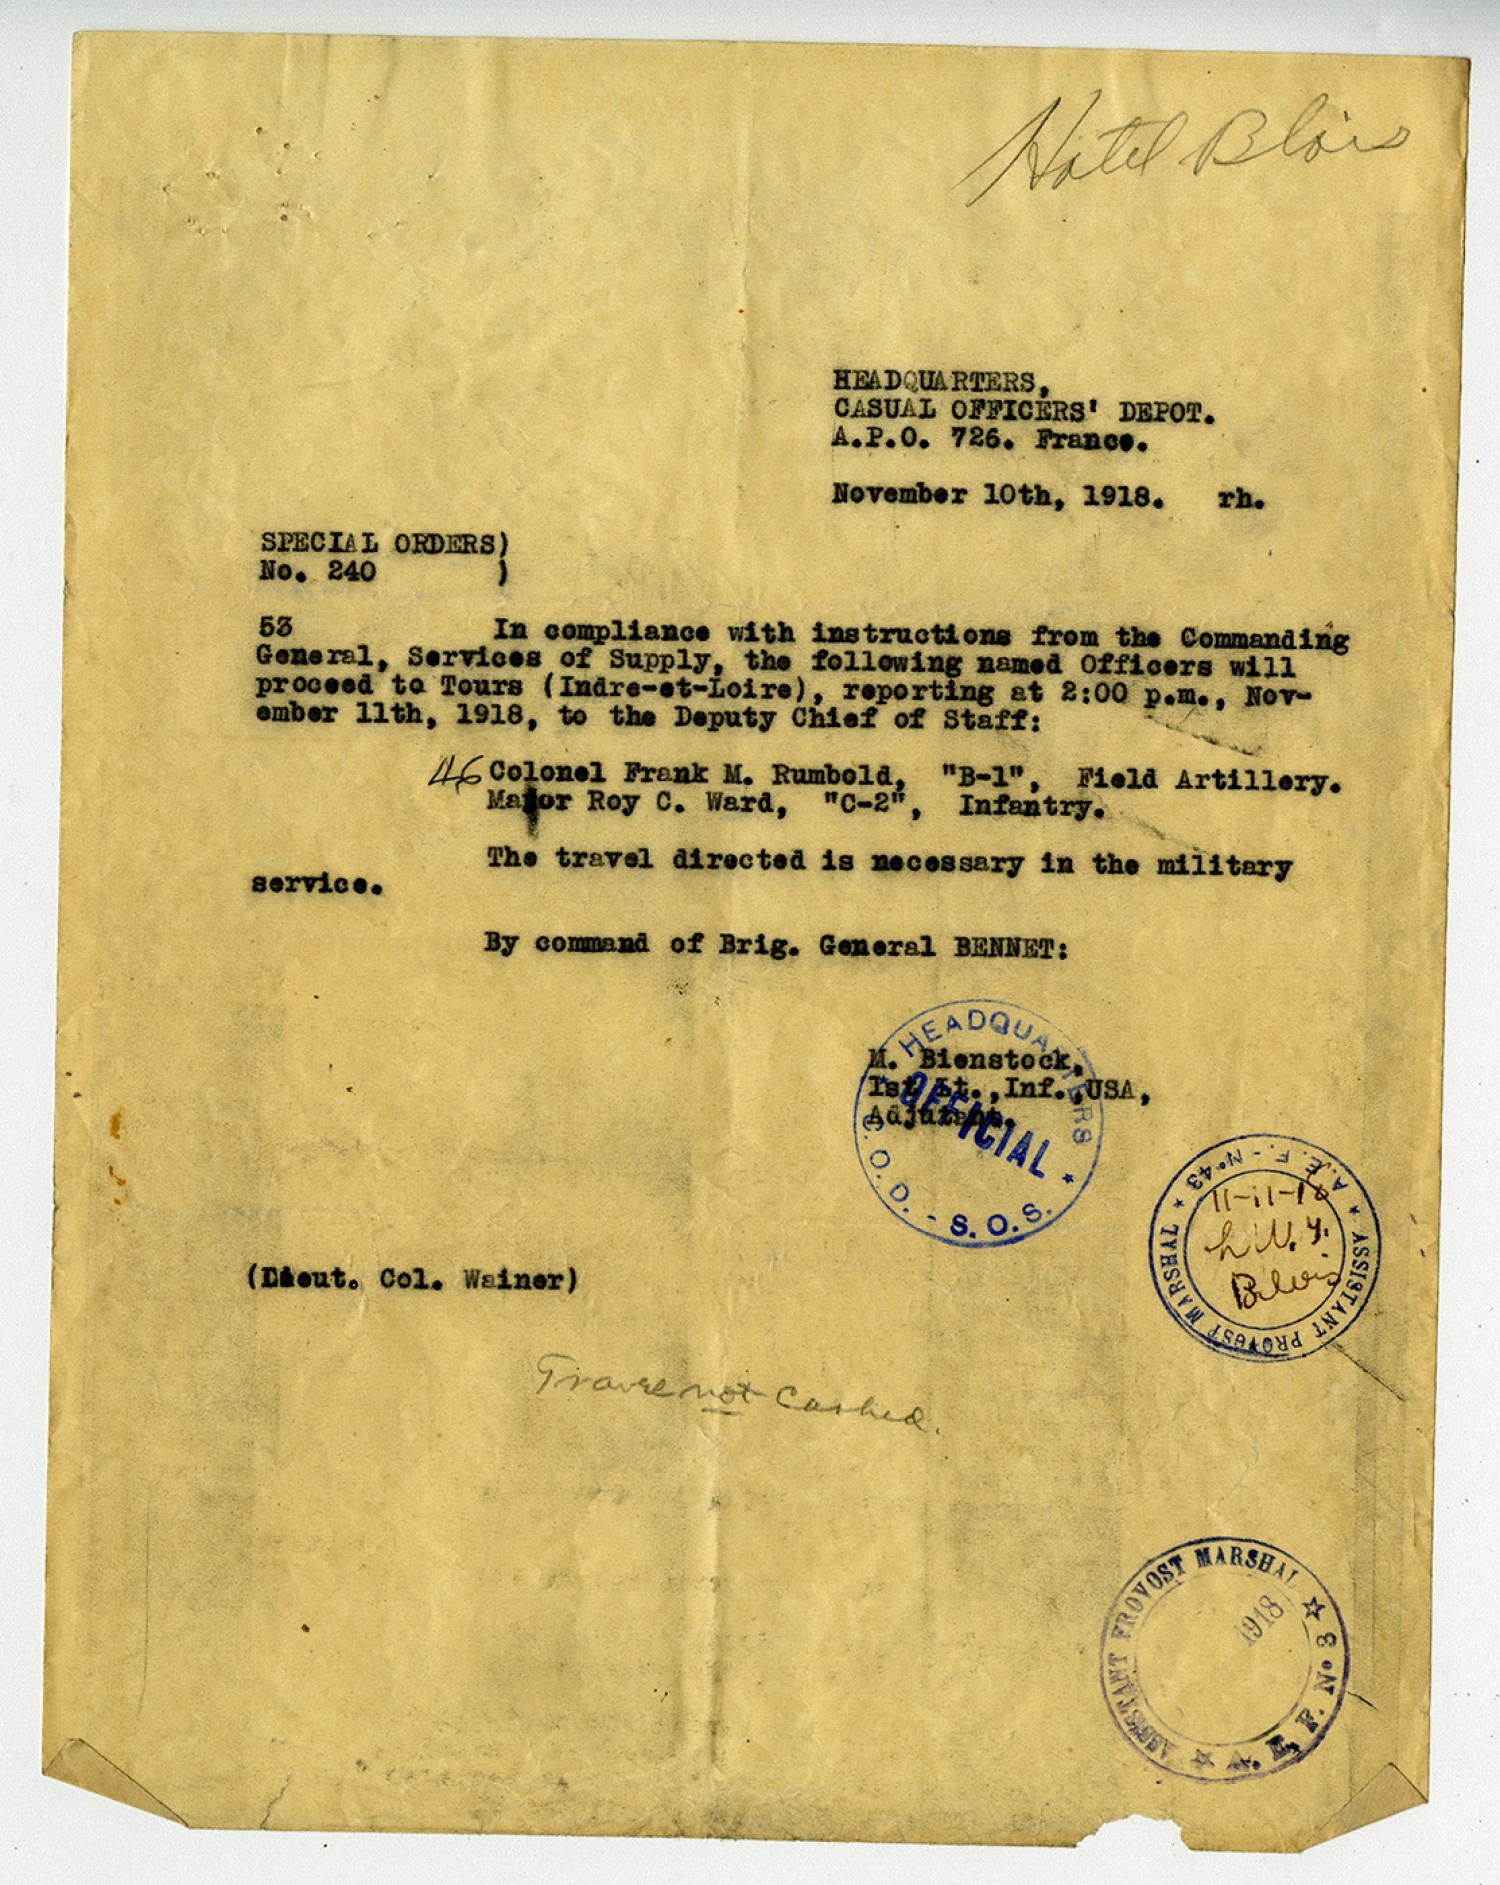 Hotel Blois
HEADQUARTERS,
CASUAL OFFICERS' DEPOT.
A.P.O. 726. France.
November 10th, 1918. rh.
SPECIAL ORDERS)
No. 240 )
53 In compliance with instructions from the Commanding
General, Services of Supply, the following named Officers will
proceed to Tours (Indre-et-Loire), reporting at 2:00 p.m., Nov-
ember 11th, 1918, to the Deputy Chief of Staff:
46 Colonel Frank M. Rumbold, "B-1", Field Artillery.
Major Roy C. Ward, "C-2", Infantry.
The travel directed is necessary in the military
service.
By command of Brig. General BENNET:
HEADQUARTERS
M. Bienstock,
1st Lt., Inf., USA,
Adjutant.
OFFICIAL
C.O.O.D. - S.O.S.
A.E.F. - No 43
ASSISTANT PROVOST MARSHAL
11-11-18
Blois
(Lieut. Col. Wainer)
Travel not Cashed.
ASSISTANT PROVOST MARSHAL
1918
A. E. F. No 3